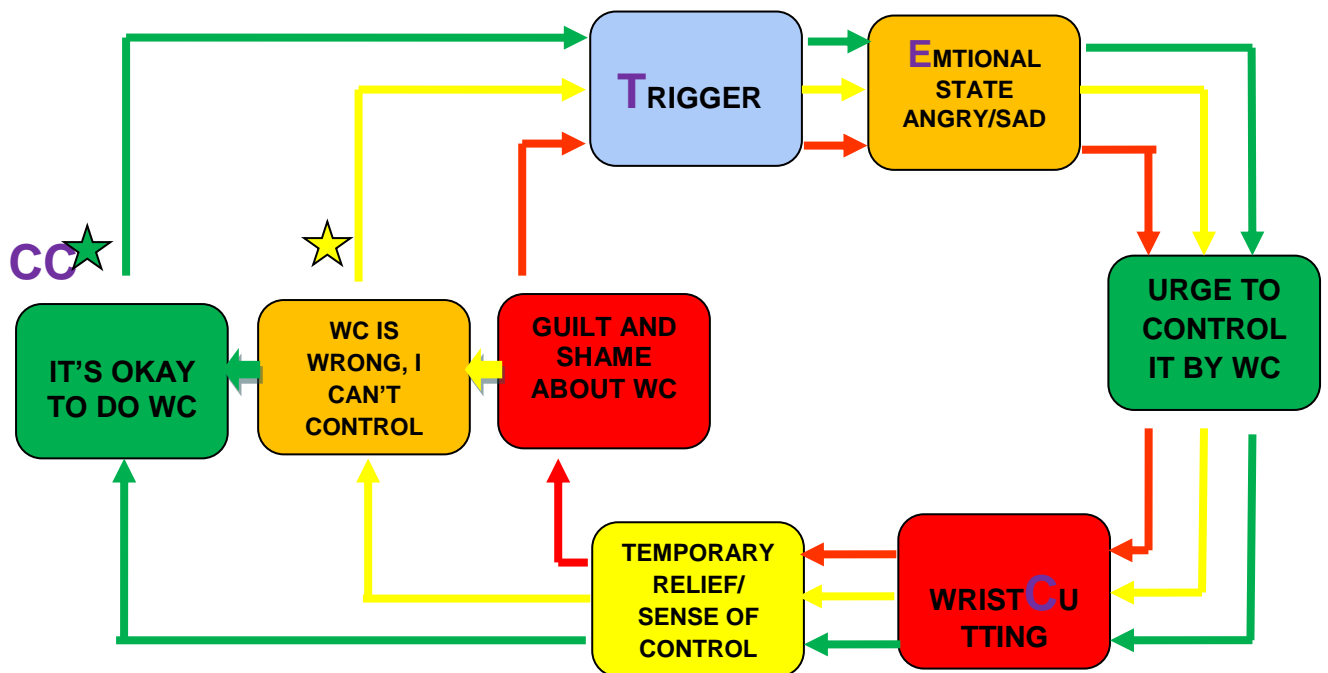 TRIGGER
EMTIONAL
STATE
ANGRY/SAD
CC
IT’S OKAY
TO DO WC
WC IS
WRONG, I
CAN’T
CONTROL
GUILT AND
SHAME
ABOUT WC
URGE TO
CONTROL
IT BY WC
TEMPORARY
RELIEF/
SENSE OF
CONTROL
WRISTCU
TTING